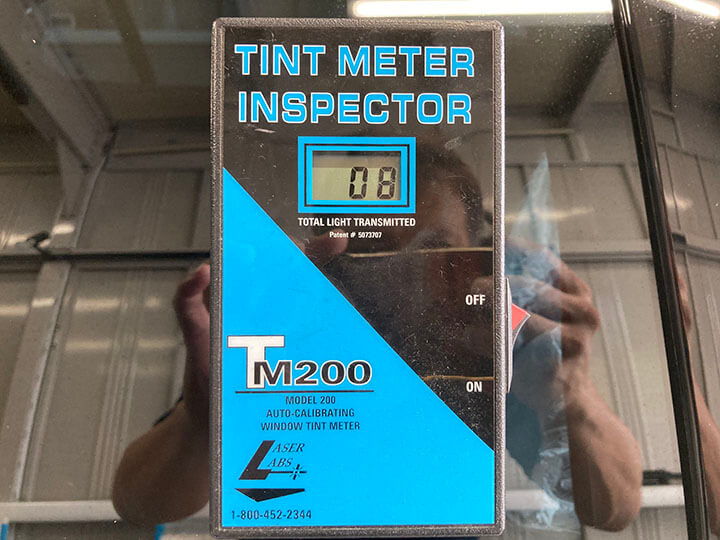 TINT METER
INSPECTOR
08
TOTAL LIGHT TRANSMITTED
Patent # 5073707
OFF
ON
TM200
MODEL 200
AUTO-CALIBRATING
WINDOW TINT METER
LASER
LABS
1-800-452-2344